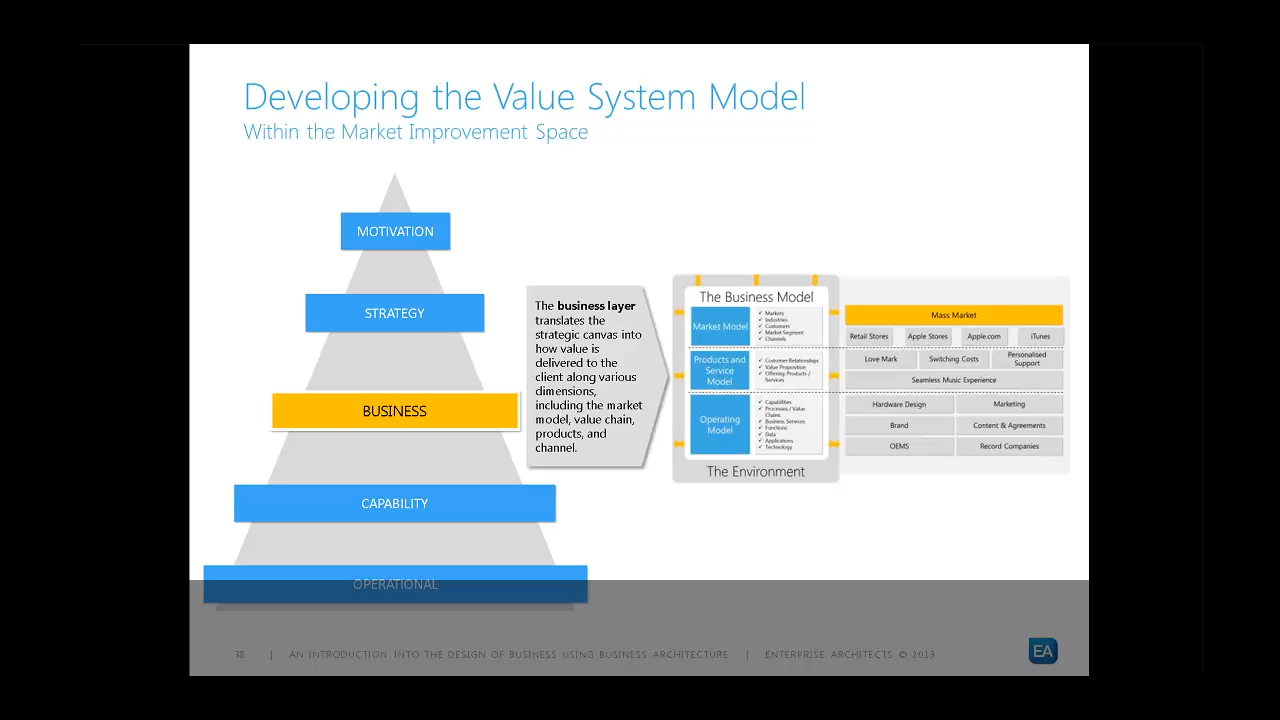 Developing the Value System Model
Within the Market Improvement Space
MOTIVATION
STRATEGY
BUSINESS
CAPABILITY
OPERATIONAL
The business layer
translates the
strategic canvas into
how value is
delivered to the
client along various
dimensions,
including the market
model, value chain,
products, and
channel.
The Business Model
Market Model
✓ Markets
✓ Industries
✓ Customers
✓ Market Segment
✓ Channels
Products and
Service
Model
✓ Customer Relationships
✓ Value Proposition
✓ Offering: Products /
Services
Operating
Model
✓ Capabilities
✓ Processes / Value
Chains
✓ Business Services
✓ Functions
✓ Data
✓ Applications
✓ Technology
The Environment
Mass Market
Retail Stores
Apple Stores
Apple.com
iTunes
Love Mark
Switching Costs
Personalised
Support
Seamless Music Experience
Hardware Design
Marketing
Brand
Content & Agreements
OEMS
Record Companies
38 | AN INTRODUCTION INTO THE DESIGN OF BUSINESS USING BUSINESS ARCHITECTURE | ENTERPRISE ARCHITECTS © 2013
EA